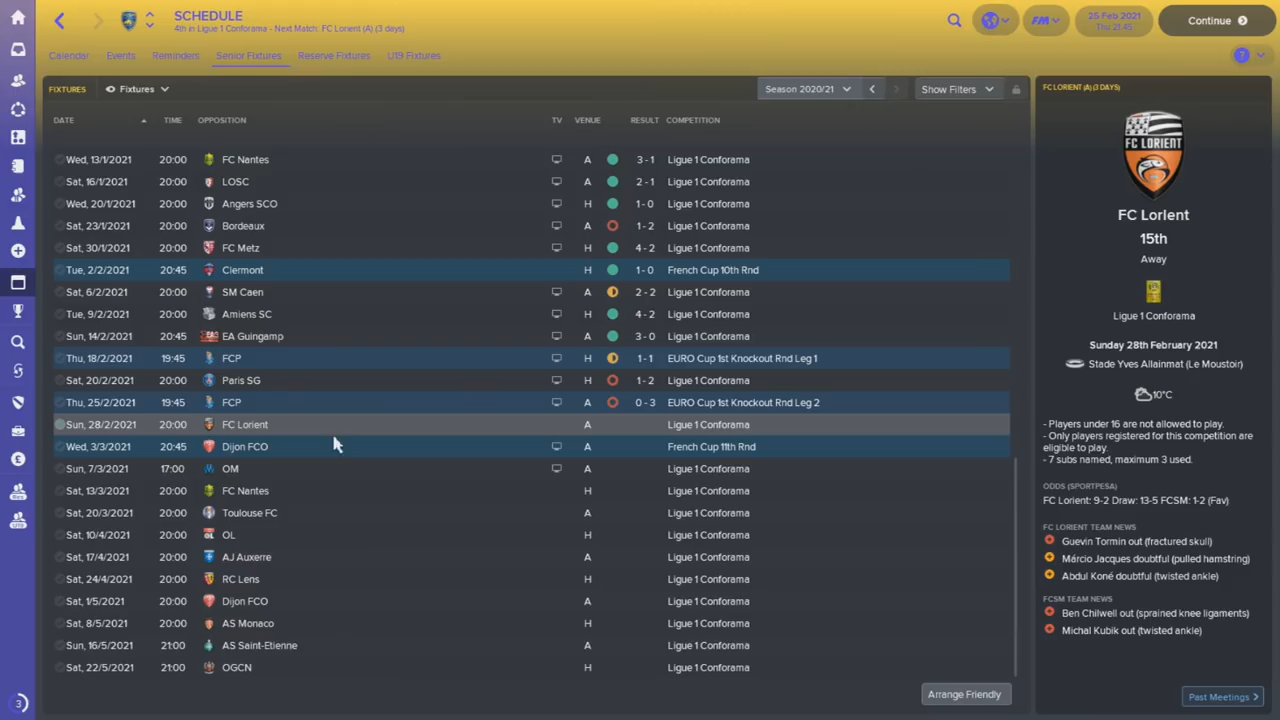 SCHEDULE
4th in Ligue 1 Conforama - Next Match: FC Lorient (A) (3 days)
FM
25 Feb 2021
Thu 21:45
Continue
Calendar Events Reminders Senior Fixtures Reserve Fixtures U19 Fixtures
?
FIXTURES Fixtures Season 2020/21 Show Filters
DATE TIME OPPOSITION TV VENUE RESULT COMPETITION
Wed, 13/1/2021 20:00 FC Nantes A 3 - 1 Ligue 1 Conforama
Sat, 16/1/2021 20:00 LOSC A 2 - 1 Ligue 1 Conforama
Wed, 20/1/2021 20:00 Angers SCO H 1 - 0 Ligue 1 Conforama
Sat, 23/1/2021 20:00 Bordeaux A 1 - 2 Ligue 1 Conforama
Sat, 30/1/2021 20:00 FC Metz H 4 - 2 Ligue 1 Conforama
Tue, 2/2/2021 20:45 Clermont H 1 - 0 French Cup 10th Rnd
Sat, 6/2/2021 20:00 SM Caen A 2 - 2 Ligue 1 Conforama
Tue, 9/2/2021 20:00 Amiens SC H 4 - 2 Ligue 1 Conforama
Sun, 14/2/2021 20:45 EA Guingamp A 3 - 0 Ligue 1 Conforama
Thu, 18/2/2021 19:45 FCP H 1 - 1 EURO Cup 1st Knockout Rnd Leg 1
Sat, 20/2/2021 20:00 Paris SG H 1 - 2 Ligue 1 Conforama
Thu, 25/2/2021 19:45 FCP A 0 - 3 EURO Cup 1st Knockout Rnd Leg 2
Sun, 28/2/2021 20:00 FC Lorient A Ligue 1 Conforama
Wed, 3/3/2021 20:45 Dijon FCO A French Cup 11th Rnd
Sun, 7/3/2021 17:00 OM A Ligue 1 Conforama
Sat, 13/3/2021 20:00 FC Nantes H Ligue 1 Conforama
Sat, 20/3/2021 20:00 Toulouse FC A Ligue 1 Conforama
Sat, 10/4/2021 20:00 OL H Ligue 1 Conforama
Sat, 17/4/2021 20:00 AJ Auxerre A Ligue 1 Conforama
Sat, 24/4/2021 20:00 RC Lens H Ligue 1 Conforama
Sat, 1/5/2021 20:00 Dijon FCO A Ligue 1 Conforama
Sat, 8/5/2021 20:00 AS Monaco H Ligue 1 Conforama
Sun, 16/5/2021 21:00 AS Saint-Etienne A Ligue 1 Conforama
Sat, 22/5/2021 21:00 OGCN H Ligue 1 Conforama
Arrange Friendly
3
FC LORIENT (A) (3 DAYS)
FC LORIENT
FC Lorient
15th
Away
Ligue 1 Conforama
Sunday 28th February 2021
Stade Yves Allainmat (Le Moustoir)
10°C
- Players under 16 are not allowed to play.
- Only players registered for this competition are
eligible to play.
- 7 subs named, maximum 3 used.
ODDS (SPORTPESA)
FC Lorient: 9-2 Draw: 13-5 FCSM: 1-2 (Fav)
FC LORIENT TEAM NEWS
Guevin Tormin out (fractured skull)
Márcio Jacques doubtful (pulled hamstring)
Abdul Koné doubtful (twisted ankle)
FCSM TEAM NEWS
Ben Chilwell out (sprained knee ligaments)
Michal Kubik out (twisted ankle)
Past Meetings